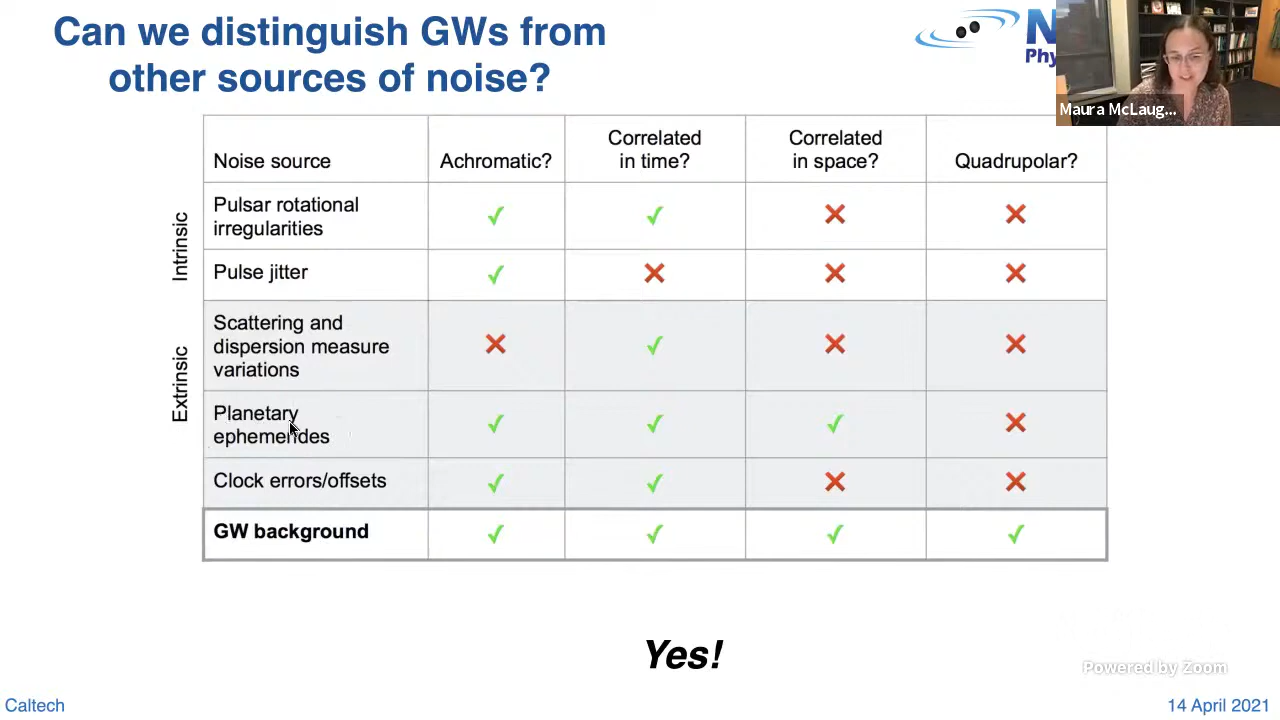 Can we distinguish GWs from
other sources of noise?
N
Phy
Maura McLaug...
Noise source
Achromatic?
Correlated
in time?
Correlated
in space?
Quadrupolar?
Intrinsic
Pulsar rotational
irregularities
✓ ✓ ✕ ✕
Pulse jitter
✓ ✕ ✕ ✕
Extrinsic
Scattering and
dispersion measure
variations
✕ ✓ ✕ ✕
Planetary
ephemerides
✓ ✓ ✓ ✕
Clock errors/offsets
✓ ✓ ✕ ✕
GW background
✓ ✓ ✓ ✓
Yes!
Powered by Zoom
Caltech
14 April 2021